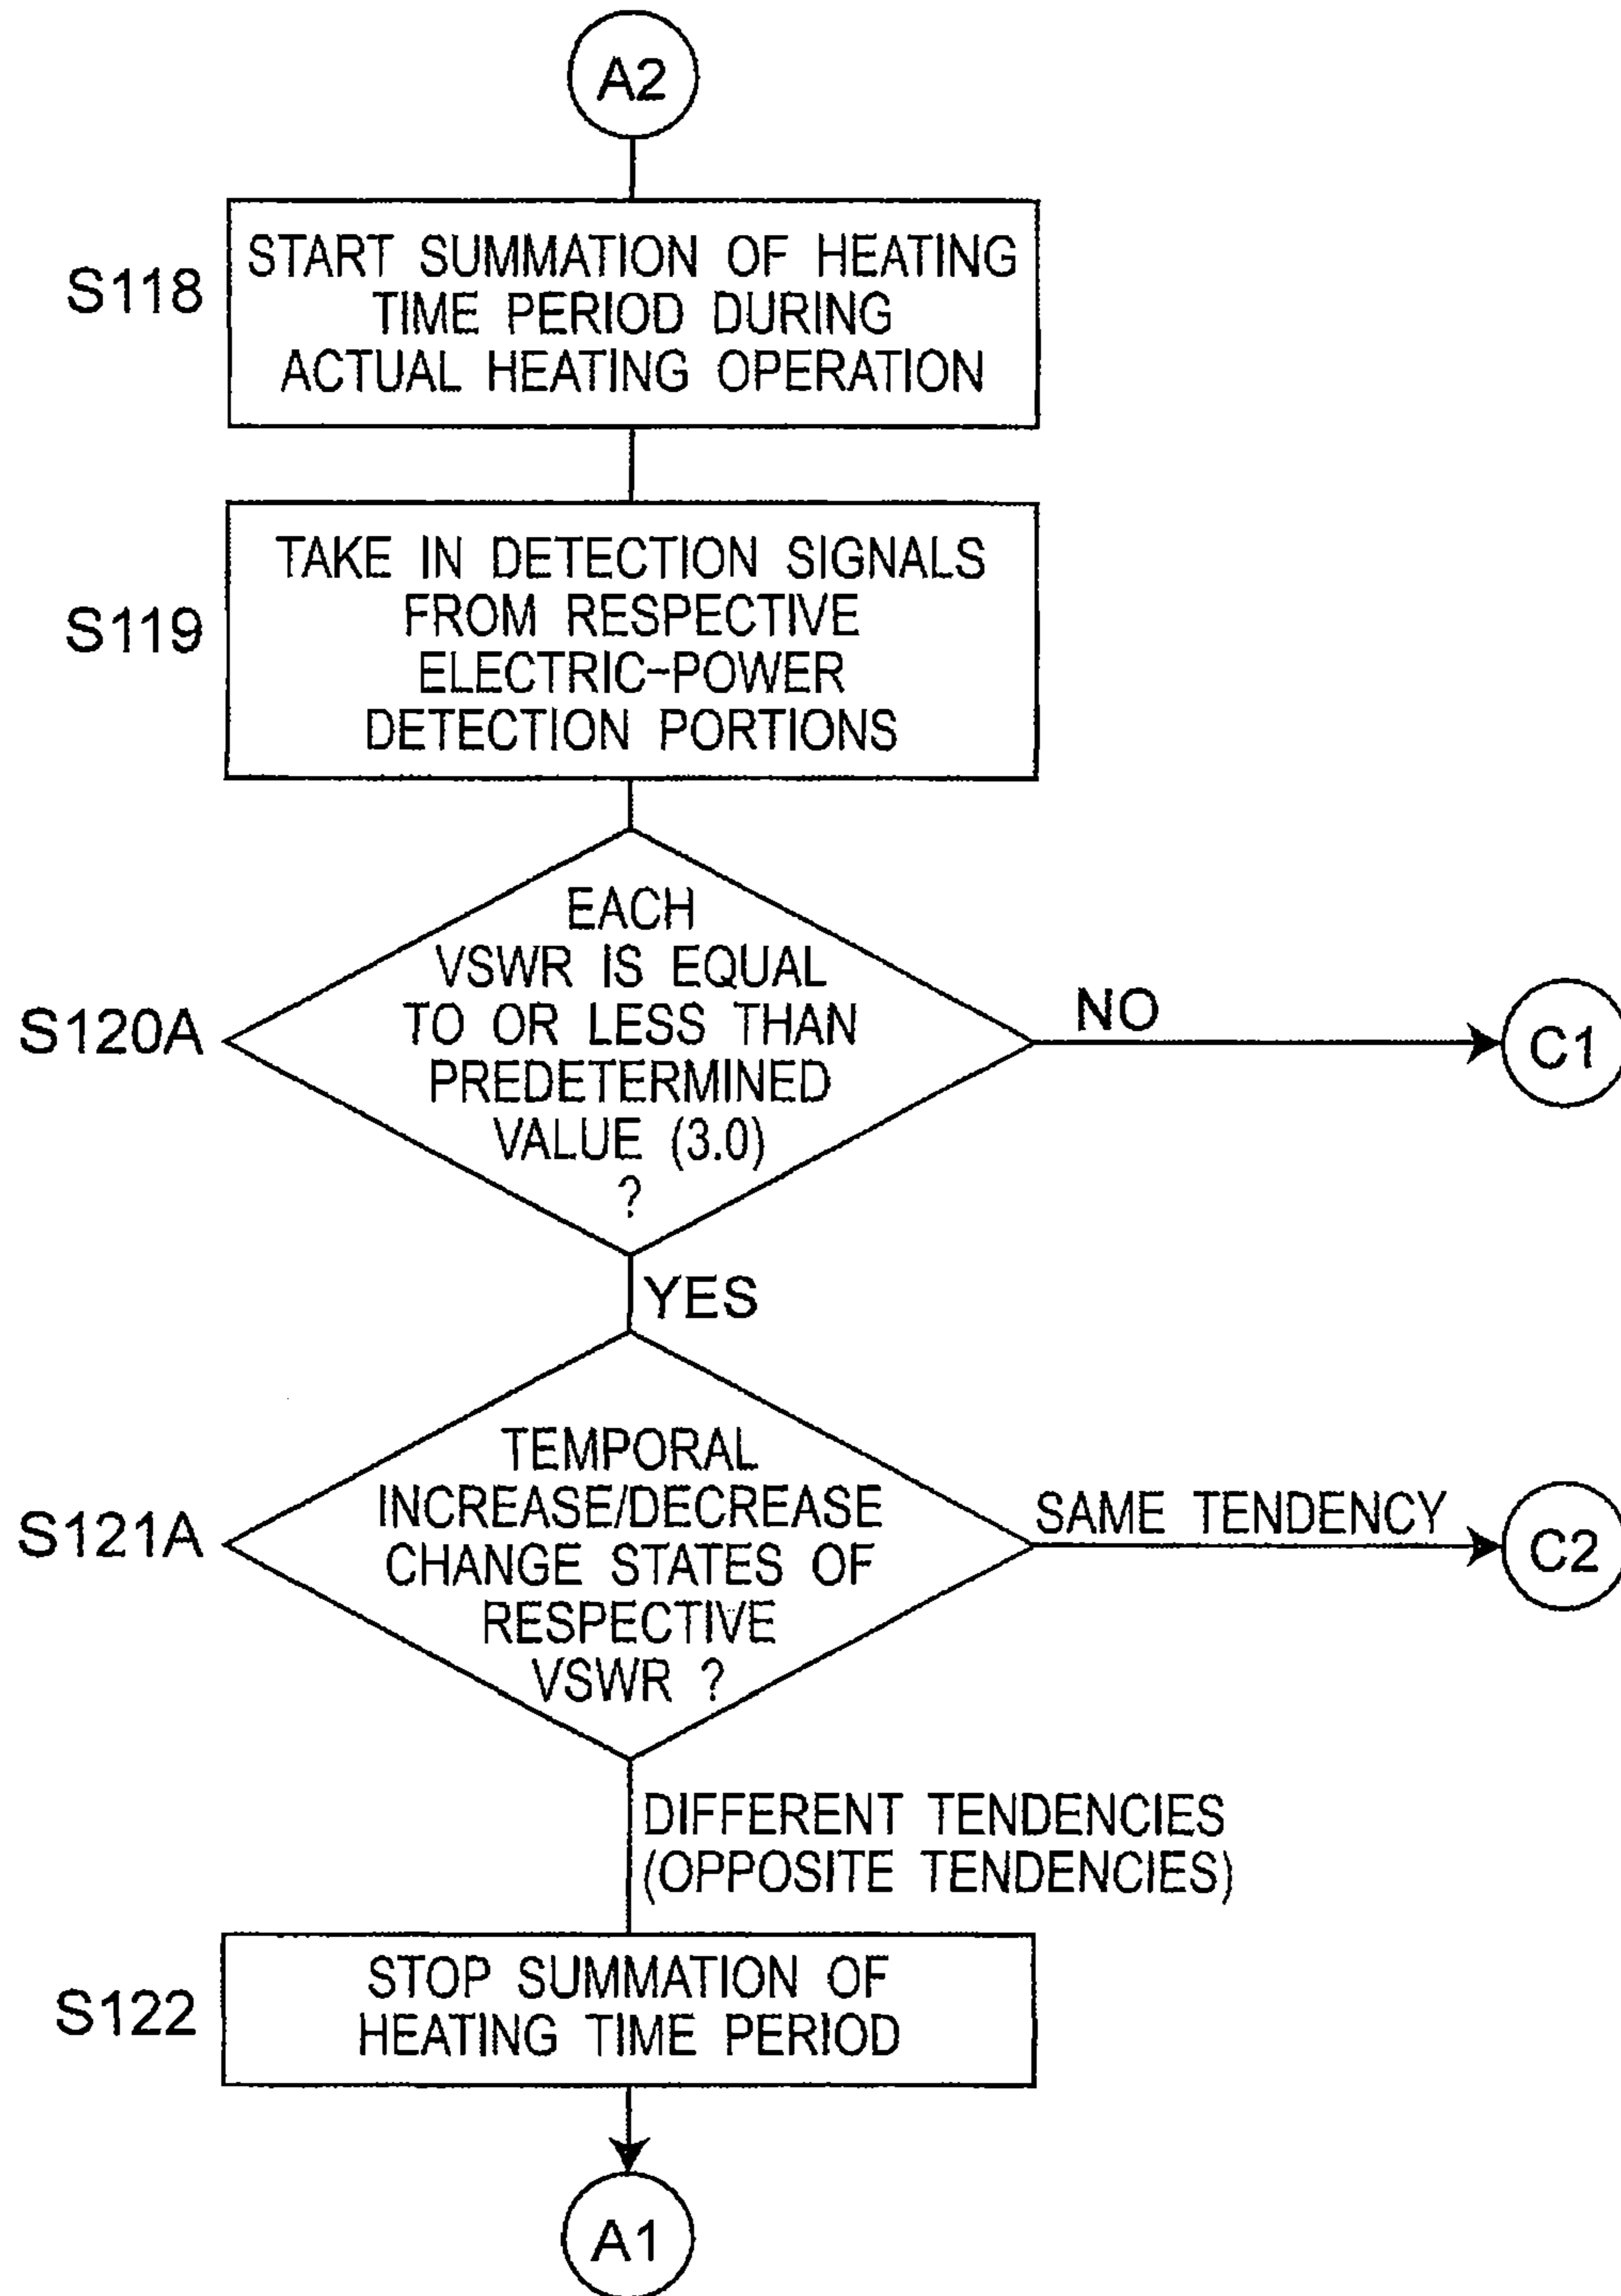 A2
S118
START SUMMATION OF HEATING
TIME PERIOD DURING
ACTUAL HEATING OPERATION
S119
TAKE IN DETECTION SIGNALS
FROM RESPECTIVE
ELECTRIC-POWER
DETECTION PORTIONS
S120A
EACH
VSWR IS EQUAL
TO OR LESS THAN
PREDETERMINED
VALUE (3.0)
?
NO
C1
YES
S121A
TEMPORAL
INCREASE/DECREASE
CHANGE STATES OF
RESPECTIVE
VSWR ?
SAME TENDENCY
C2
DIFFERENT TENDENCIES
(OPPOSITE TENDENCIES)
S122
STOP SUMMATION OF
HEATING TIME PERIOD
A1